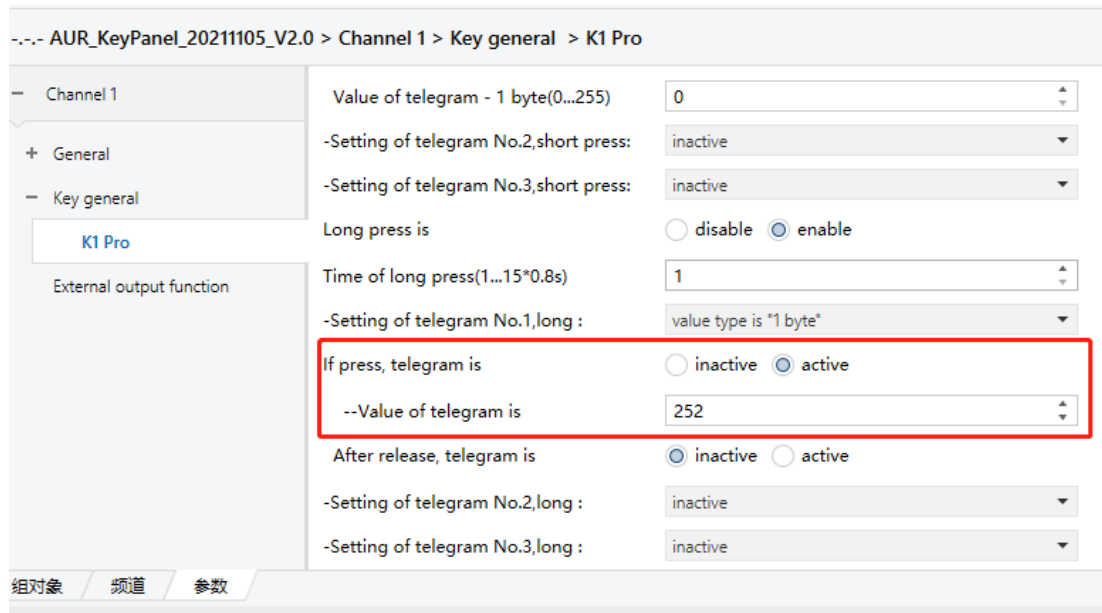 -.-.- AUR_KeyPanel_20211105_V2.0 > Channel 1 > Key general > K1 Pro
Channel 1
General
Key general
K1 Pro
External output function
Value of telegram - 1 byte(0...255) 0
-Setting of telegram No.2,short press: inactive
-Setting of telegram No.3,short press: inactive
Long press is disable enable
Time of long press(1...15*0.8s) 1
-Setting of telegram No.1,long : value type is "1 byte"
If press, telegram is inactive active
--Value of telegram is 252
After release, telegram is inactive active
-Setting of telegram No.2,long : inactive
-Setting of telegram No.3,long : inactive
组对象 频道 参数